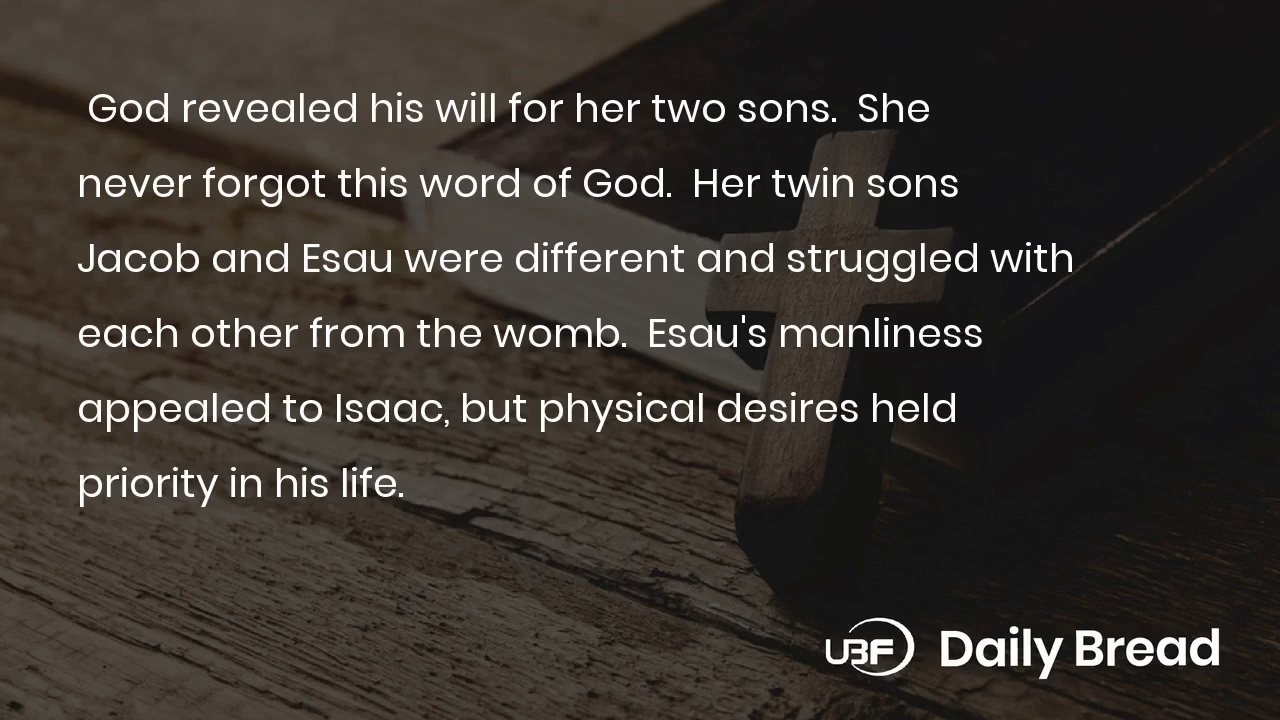 God revealed his will for her two sons.  She
never forgot this word of God.  Her twin sons
Jacob and Esau were different and struggled with
each other from the womb.  Esau's manliness
appealed to Isaac, but physical desires held
priority in his life.
UBF Daily Bread